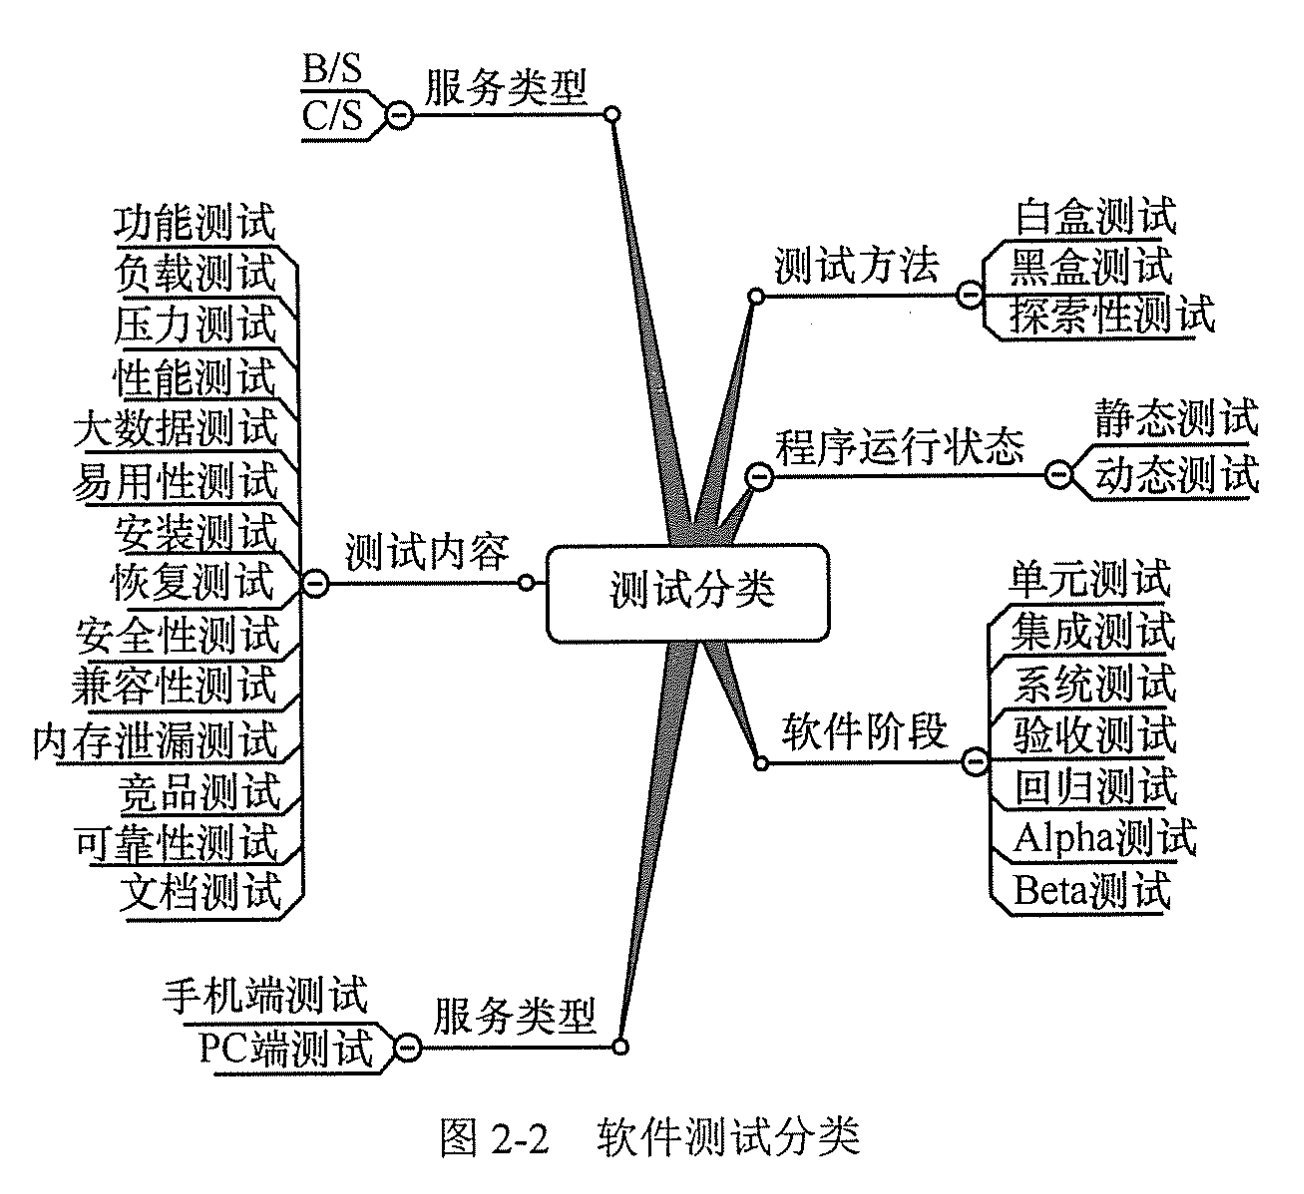 B/S
C/S
服务类型
功能测试
负载测试
压力测试
性能测试
大数据测试
易用性测试
安装测试
恢复测试
安全性测试
兼容性测试
内存泄漏测试
竞品测试
可靠性测试
文档测试
测试内容
手机端测试
PC端测试
服务类型
测试分类
测试方法
白盒测试
黑盒测试
探索性测试
程序运行状态
静态测试
动态测试
软件阶段
单元测试
集成测试
系统测试
验收测试
回归测试
Alpha测试
Beta测试
图 2-2 软件测试分类